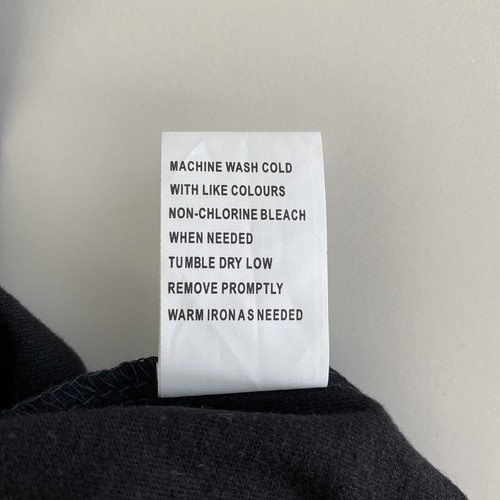 MACHINE WASH COLD
WITH LIKE COLOURS
NON-CHLORINE BLEACH
WHEN NEEDED
TUMBLE DRY LOW
REMOVE PROMPTLY
WARM IRON AS NEEDED